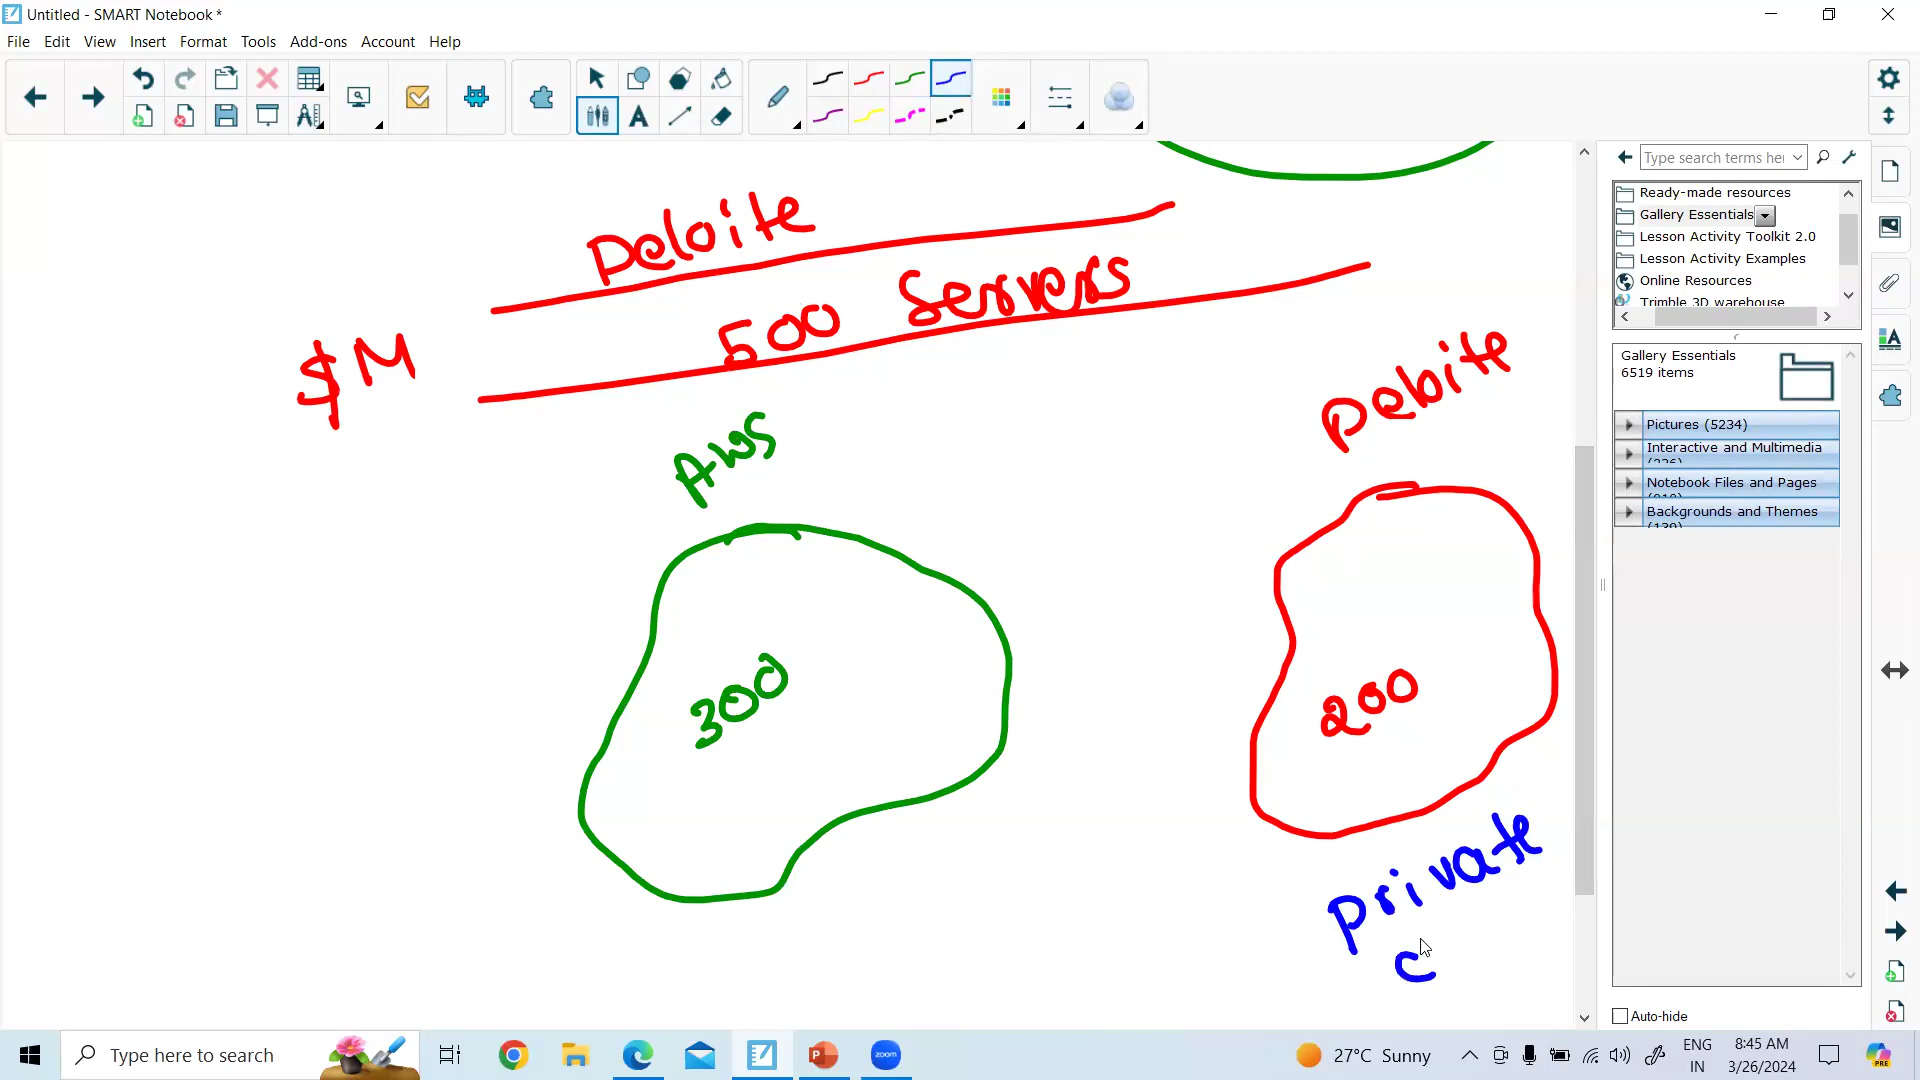 Untitled - SMART Notebook *
File Edit View Insert Format Tools Add-ons Account Help
Type search terms her
Ready-made resources
Gallery Essentials
Lesson Activity Toolkit 2.0
Lesson Activity Examples
Online Resources
Trimble 3D warehouse
Gallery Essentials
6519 items
Pictures (5234)
Interactive and Multimedia
Notebook Files and Pages
Backgrounds and Themes
Auto-hide
Deloite
500 Servers
$M
AWS
Deloite
300
200
private
C
Type here to search
zoom
27°C Sunny
ENG
IN
8:45 AM
3/26/2024
PRE